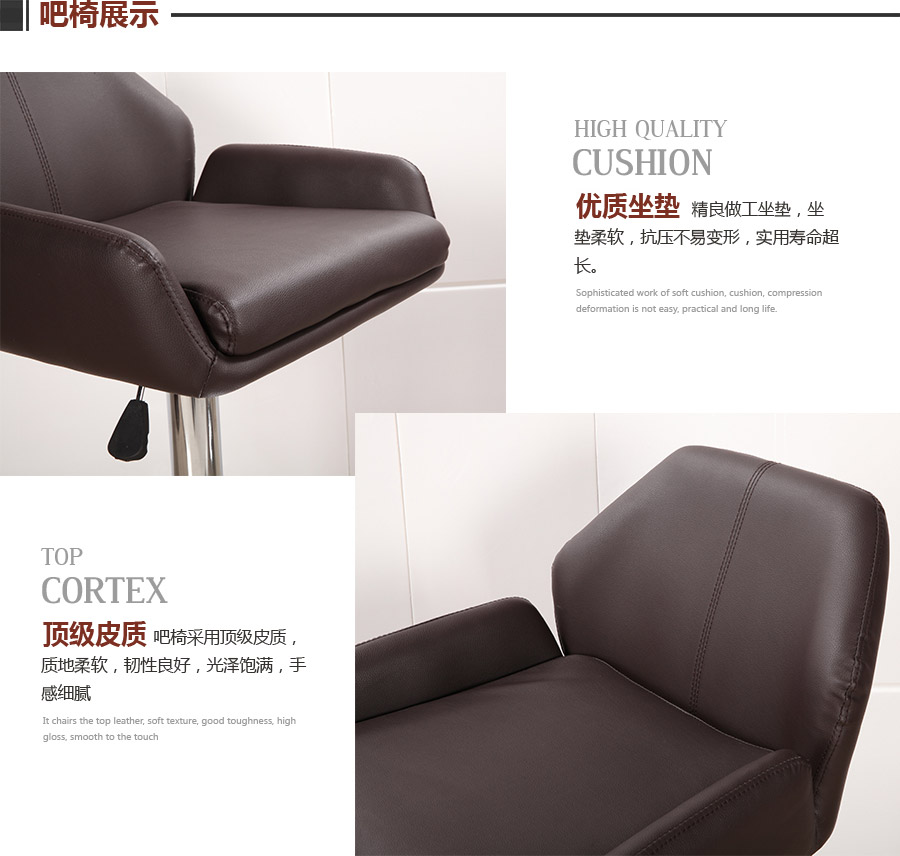 吧椅展示
HIGH QUALITY
CUSHION
优质坐垫 精良做工坐垫，坐
垫柔软，抗压不易变形，实用寿命超
长。
Sophisticated work of soft cushion, cushion, compression
deformation is not easy, practical and long life.
TOP
CORTEX
顶级皮质 吧椅采用顶级皮质，
质地柔软，韧性良好，光泽饱满，手
感细腻
It chairs the top leather, soft texture, good toughness, high
gloss, smooth to the touch